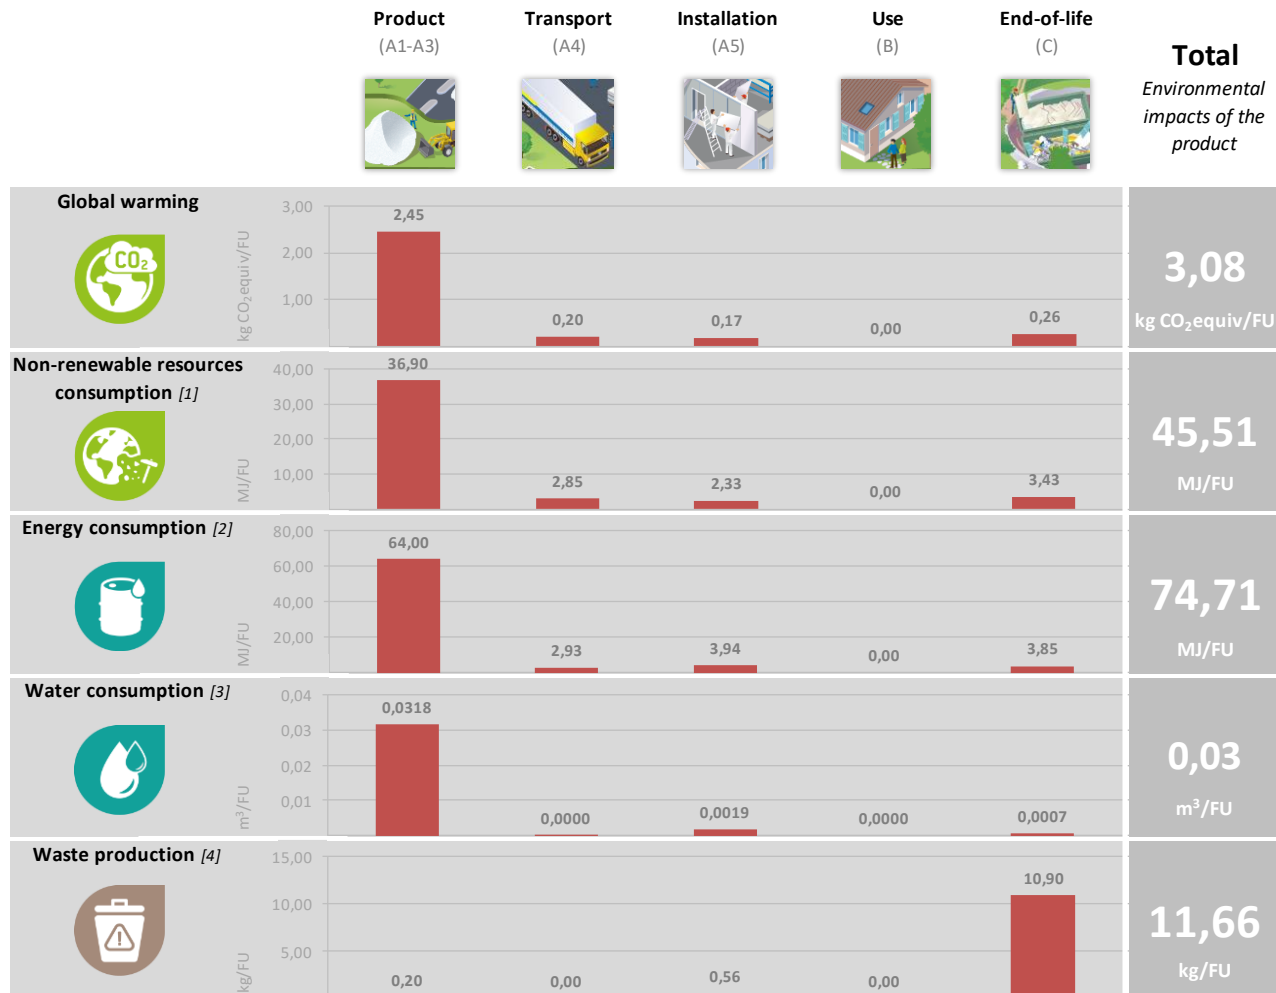 Product
(A1-A3)
Transport
(A4)
Installation
(A5)
Use
(B)
End-of-life
(C)
Total
Environmental
impacts of the
product
Global warming
CO2
kg CO2equiv/FU
3,00
2,00
1,00
2,45
0,20
0,17
0,00
0,26
3,08
kg CO2equiv/FU
Non-renewable resources
consumption [1]
MJ/FU
40,00
30,00
20,00
10,00
36,90
2,85
2,33
0,00
3,43
45,51
MJ/FU
Energy consumption [2]
MJ/FU
80,00
60,00
40,00
20,00
64,00
2,93
3,94
0,00
3,85
74,71
MJ/FU
Water consumption [3]
m³/FU
0,04
0,03
0,02
0,01
0,0318
0,0000
0,0019
0,0000
0,0007
0,03
m³/FU
Waste production [4]
kg/FU
15,00
10,00
5,00
0,20
0,00
0,56
0,00
10,90
11,66
kg/FU